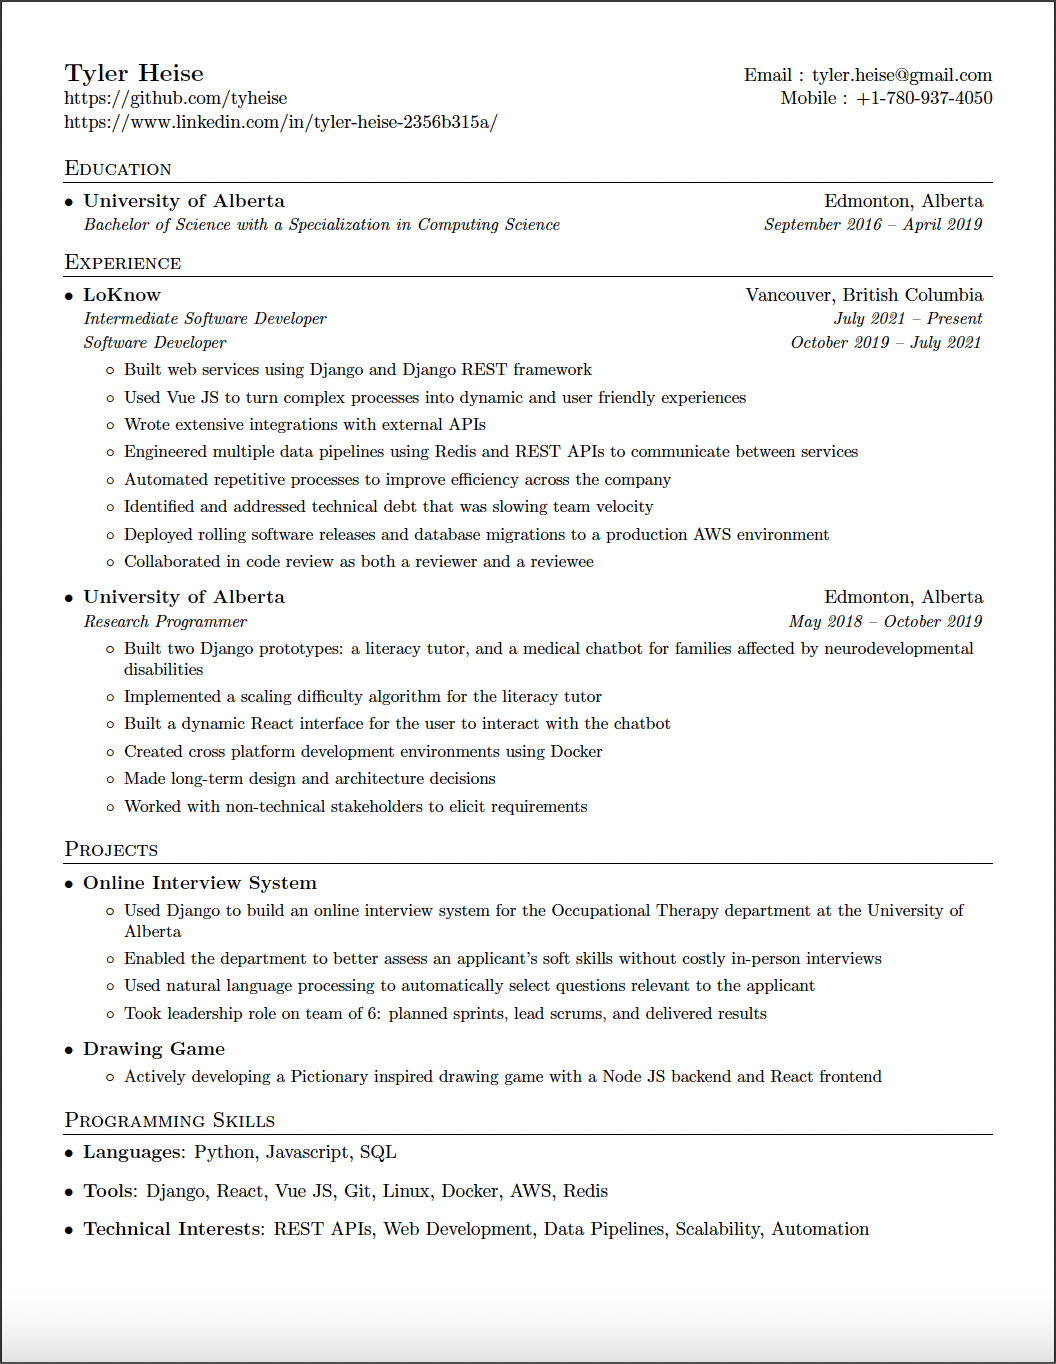 Tyler Heise
Email : tyler.heise@gmail.com
https://github.com/tyheise
Mobile : +1-780-937-4050
https://www.linkedin.com/in/tyler-heise-2356b315a/
Education
• University of Alberta
Edmonton, Alberta
Bachelor of Science with a Specialization in Computing Science
September 2016 – April 2019
Experience
• LoKnow
Vancouver, British Columbia
Intermediate Software Developer
July 2021 – Present
Software Developer
October 2019 – July 2021
◦ Built web services using Django and Django REST framework
◦ Used Vue JS to turn complex processes into dynamic and user friendly experiences
◦ Wrote extensive integrations with external APIs
◦ Engineered multiple data pipelines using Redis and REST APIs to communicate between services
◦ Automated repetitive processes to improve efficiency across the company
◦ Identified and addressed technical debt that was slowing team velocity
◦ Deployed rolling software releases and database migrations to a production AWS environment
◦ Collaborated in code review as both a reviewer and a reviewee
• University of Alberta
Edmonton, Alberta
Research Programmer
May 2018 – October 2019
◦ Built two Django prototypes: a literacy tutor, and a medical chatbot for families affected by neurodevelopmental
disabilities
◦ Implemented a scaling difficulty algorithm for the literacy tutor
◦ Built a dynamic React interface for the user to interact with the chatbot
◦ Created cross platform development environments using Docker
◦ Made long-term design and architecture decisions
◦ Worked with non-technical stakeholders to elicit requirements
Projects
• Online Interview System
◦ Used Django to build an online interview system for the Occupational Therapy department at the University of
Alberta
◦ Enabled the department to better assess an applicant's soft skills without costly in-person interviews
◦ Used natural language processing to automatically select questions relevant to the applicant
◦ Took leadership role on team of 6: planned sprints, lead scrums, and delivered results
• Drawing Game
◦ Actively developing a Pictionary inspired drawing game with a Node JS backend and React frontend
Programming Skills
• Languages: Python, Javascript, SQL
• Tools: Django, React, Vue JS, Git, Linux, Docker, AWS, Redis
• Technical Interests: REST APIs, Web Development, Data Pipelines, Scalability, Automation